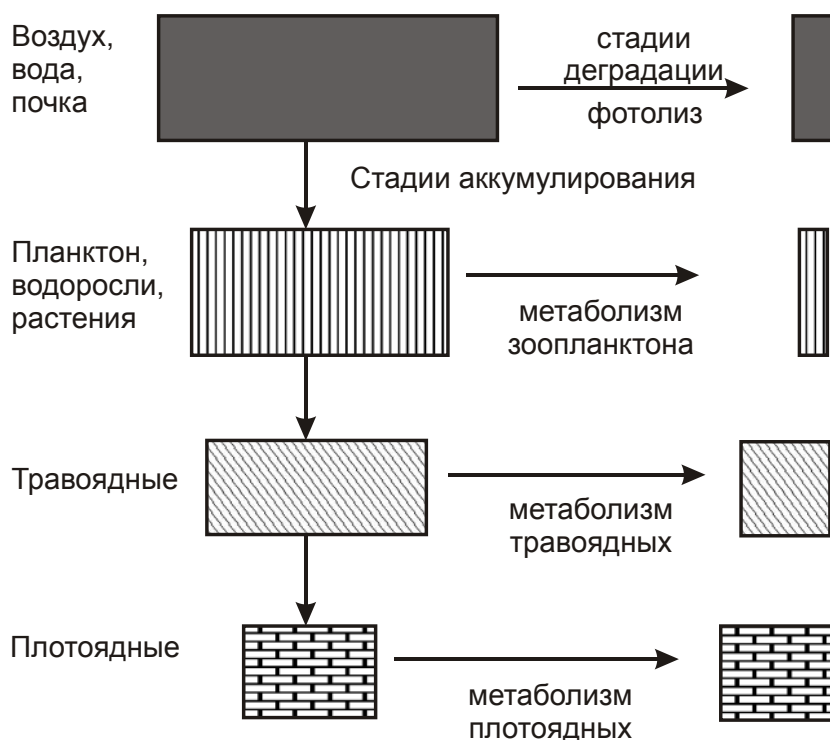 Воздух,
вода,
почка
стадии
деградации
фотолиз
Стадии аккумулирования
Планктон,
водоросли,
растения
метаболизм
зоопланктона
Травоядные
метаболизм
травоядных
Плотоядные
метаболизм
плотоядных